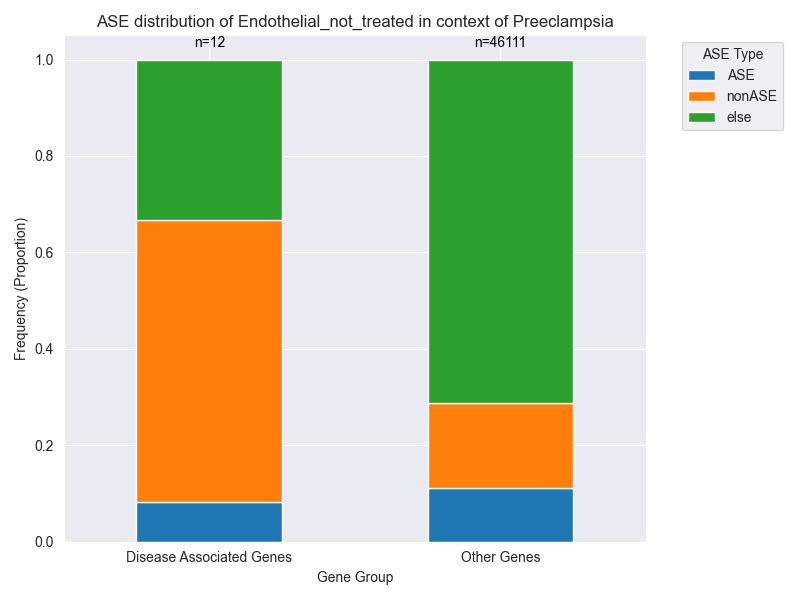 ASE distribution of Endothelial_not_treated in context of Preeclampsia
n=12
n=46111
ASE Type
ASE
nonASE
else
1.0
0.8
0.6
0.4
0.2
0.0
Frequency (Proportion)
Disease Associated Genes
Other Genes
Gene Group